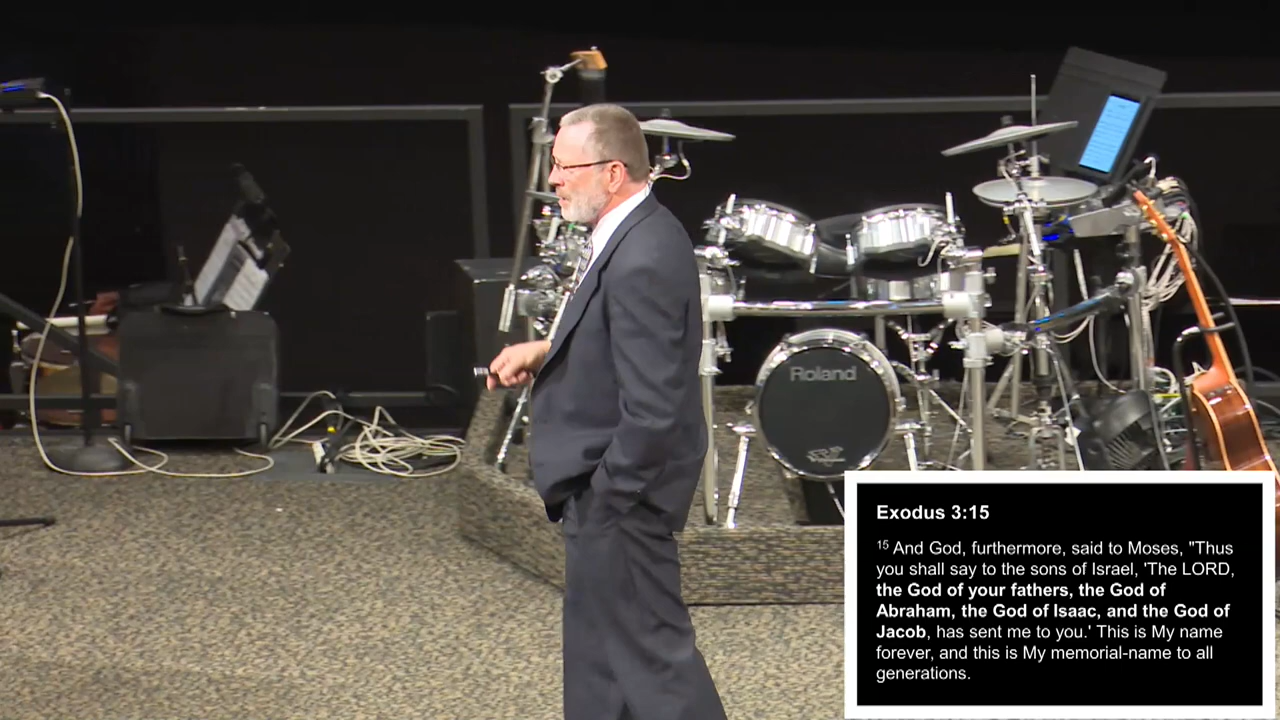 Roland
Exodus 3:15
15 And God, furthermore, said to Moses, "Thus
you shall say to the sons of Israel, 'The LORD,
the God of your fathers, the God of
Abraham, the God of Isaac, and the God of
Jacob, has sent me to you.' This is My name
forever, and this is My memorial-name to all
generations.